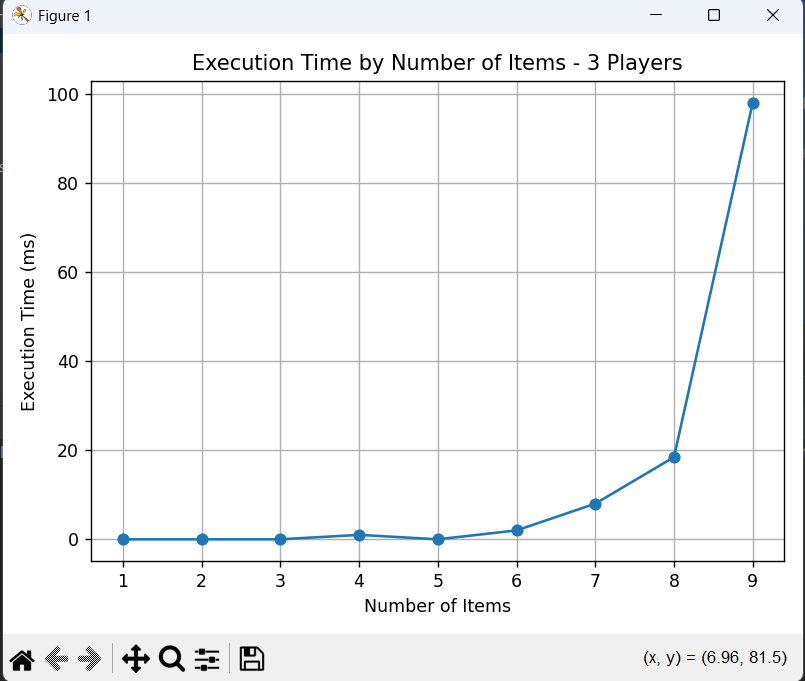 Figure 1
Execution Time by Number of Items - 3 Players
100
80
60
40
20
0
Execution Time (ms)
1 2 3 4 5 6 7 8 9
Number of Items
(x, y) = (6.96, 81.5)